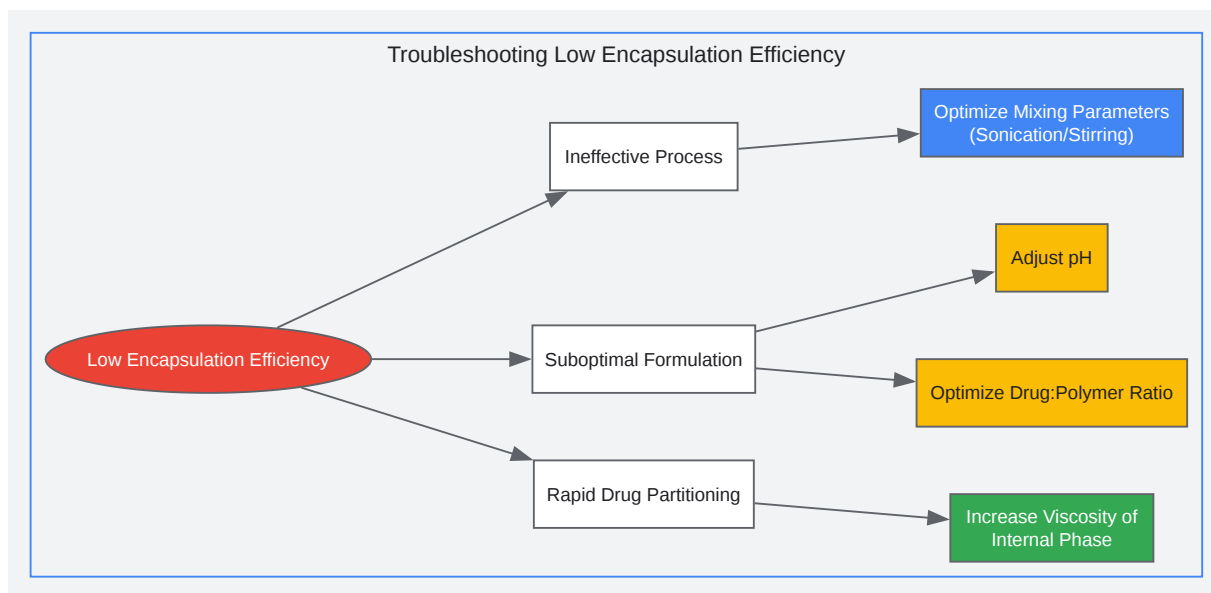 Troubleshooting Low Encapsulation Efficiency
Optimize Mixing Parameters
(Sonication/Stirring)
Ineffective Process
Adjust pH
Low Encapsulation Efficiency
Suboptimal Formulation
Optimize Drug:Polymer Ratio
Rapid Drug Partitioning
Increase Viscosity of
Internal Phase